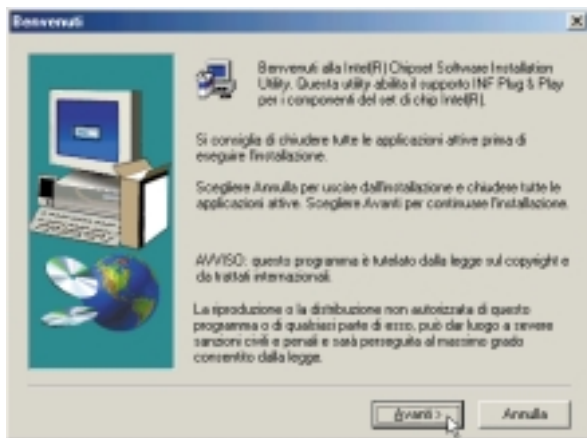 Benvenuti
Benvenuti alla Intel(R) Chipset Software Installation
Utility. Questa utility abilita il supporto INF Plug & Play
per i componenti del set di chip Intel(R).
Si consiglia di chiudere tutte le applicazioni attive prima di
eseguire l'installazione.
Scegliere Annulla per uscire dall'installazione e chiudere tutte le
applicazioni attive. Scegliere Avanti per continuare l'installazione.
AVVISO: questo programma è tutelato dalla legge sul copyright e
da trattati internazionali.
La riproduzione o la distribuzione non autorizzata di questo
programma o di qualsiasi parte di esso, può dar luogo a severe
sanzioni civili e penali e sarà perseguita al massimo grado
consentito dalla legge.
Avanti >
Annulla